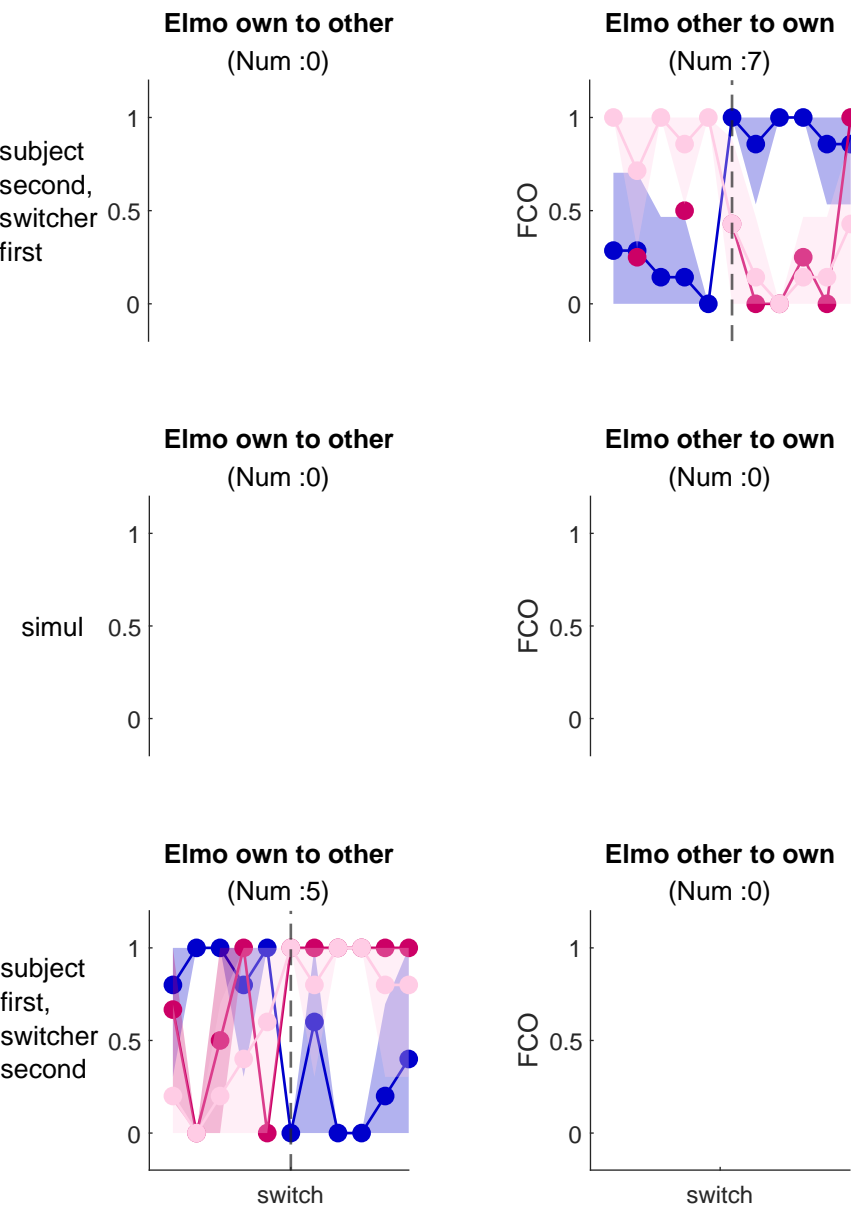 Elmo own to other
(Num :0)
Elmo other to own
(Num :7)
subject
second,
switcher
first
1
0.5
0
FCO
1
0.5
0
Elmo own to other
(Num :0)
Elmo other to own
(Num :0)
simul
1
0.5
0
FCO
1
0.5
0
Elmo own to other
(Num :5)
Elmo other to own
(Num :0)
subject
first,
switcher
second
1
0.5
0
switch
FCO
1
0.5
0
switch